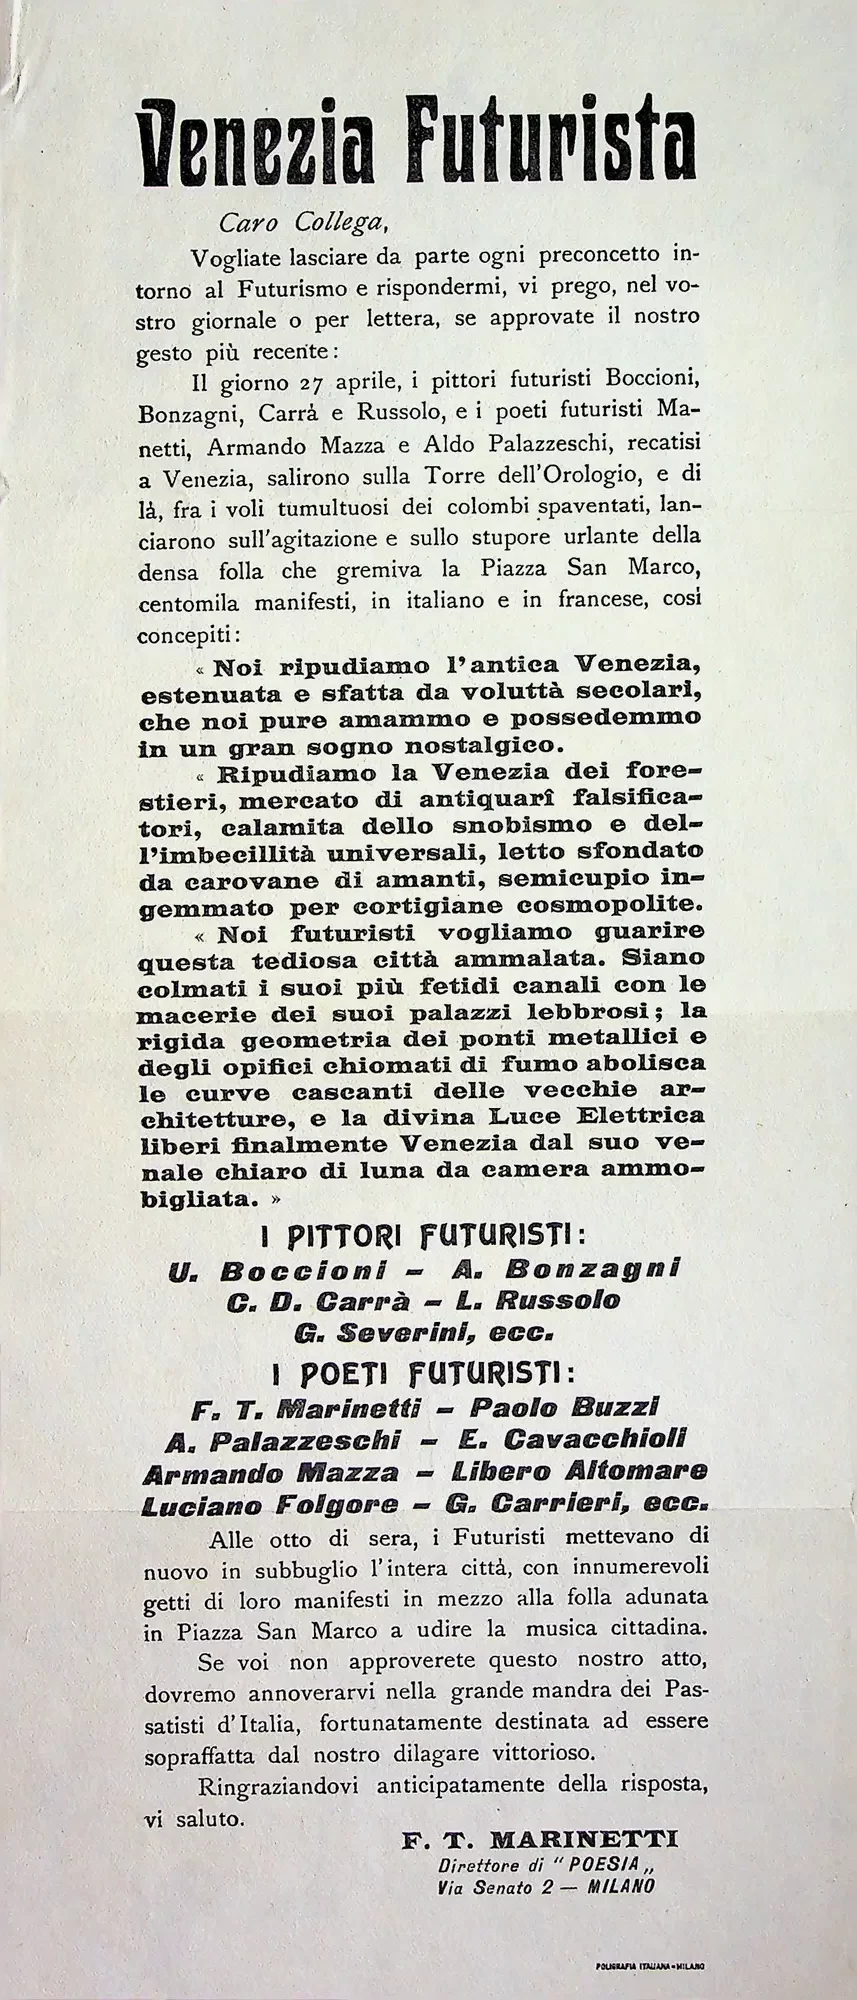 Venezia Futurista
Caro Collega,
Vogliate lasciare da parte ogni preconcetto in-
torno al Futurismo e rispondermi, vi prego, nel vo-
stro giornale o per lettera, se approvate il nostro
gesto più recente:
Il giorno 27 aprile, i pittori futuristi Boccioni,
Bonzagni, Carrà e Russolo, e i poeti futuristi Ma-
netti, Armando Mazza e Aldo Palazzeschi, recatisi
a Venezia, salirono sulla Torre dell'Orologio, e di
là, fra i voli tumultuosi dei colombi spaventati, lan-
ciarono sull'agitazione e sullo stupore urlante della
densa folla che gremiva la Piazza San Marco,
centomila manifesti, in italiano e in francese, così
concepiti:
« Noi ripudiamo l'antica Venezia,
estenuata e sfatta da voluttà secolari,
che noi pure amammo e possedemmo
in un gran sogno nostalgico.
« Ripudiamo la Venezia dei fore-
stieri, mercato di antiquarî falsifica-
tori, calamita dello snobismo e del-
l'imbecillità universali, letto sfondato
da carovane di amanti, semicupio in-
gemmato per cortigiane cosmopolite.
« Noi futuristi vogliamo guarire
questa tediosa città ammalata. Siano
colmati i suoi più fetidi canali con le
macerie dei suoi palazzi lebbrosi; la
rigida geometria dei ponti metallici e
degli opifici chiomati di fumo abolisca
le curve cascanti delle vecchie ar-
chitetture, e la divina Luce Elettrica
liberi finalmente Venezia dal suo ve-
nale chiaro di luna da camera ammo-
bigliata. »
I PITTORI FUTURISTI:
U. Boccioni - A. Bonzagni
C. D. Carrà - L. Russolo
G. Severini, ecc.
I POETI FUTURISTI:
F. T. Marinetti - Paolo Buzzi
A. Palazzeschi - E. Cavacchioli
Armando Mazza - Libero Altomare
Luciano Folgore - G. Carrieri, ecc.
Alle otto di sera, i Futuristi mettevano di
nuovo in subbuglio l'intera città, con innumerevoli
getti di loro manifesti in mezzo alla folla adunata
in Piazza San Marco a udire la musica cittadina.
Se voi non approverete questo nostro atto,
dovremo annoverarvi nella grande mandra dei Pas-
satisti d'Italia, fortunatamente destinata ad essere
sopraffatta dal nostro dilagare vittorioso.
Ringraziandovi anticipatamente della risposta,
vi saluto.
F. T. MARINETTI
Direttore di "POESIA„
Via Senato 2 — MILANO
POLIGRAFIA ITALIANA - MILANO